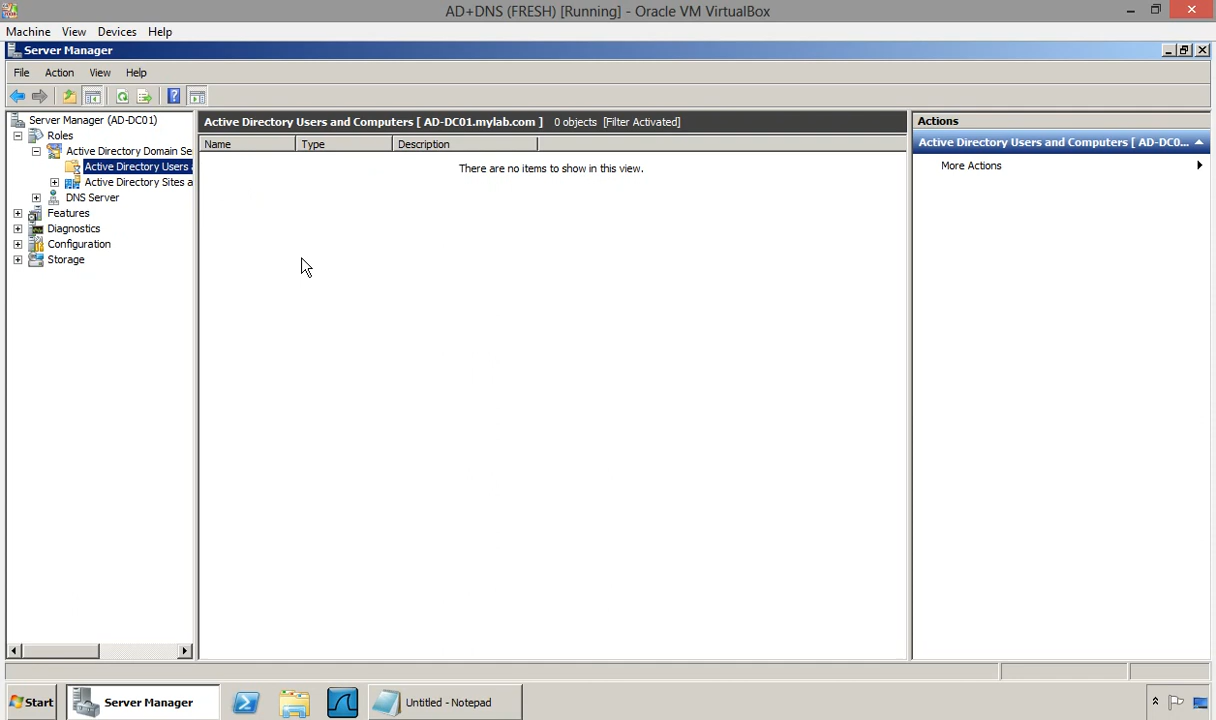 AD+DNS (FRESH) [Running] - Oracle VM VirtualBox
Machine View Devices Help
Server Manager
File Action View Help
Server Manager (AD-DC01)
Roles
Active Directory Domain Se
Active Directory Users
Active Directory Sites a
DNS Server
Features
Diagnostics
Configuration
Storage
Active Directory Users and Computers [ AD-DC01.mylab.com ] 0 objects [Filter Activated]
Name Type Description
There are no items to show in this view.
Actions
Active Directory Users and Computers [ AD-DC0...
More Actions
Start Server Manager Untitled - Notepad